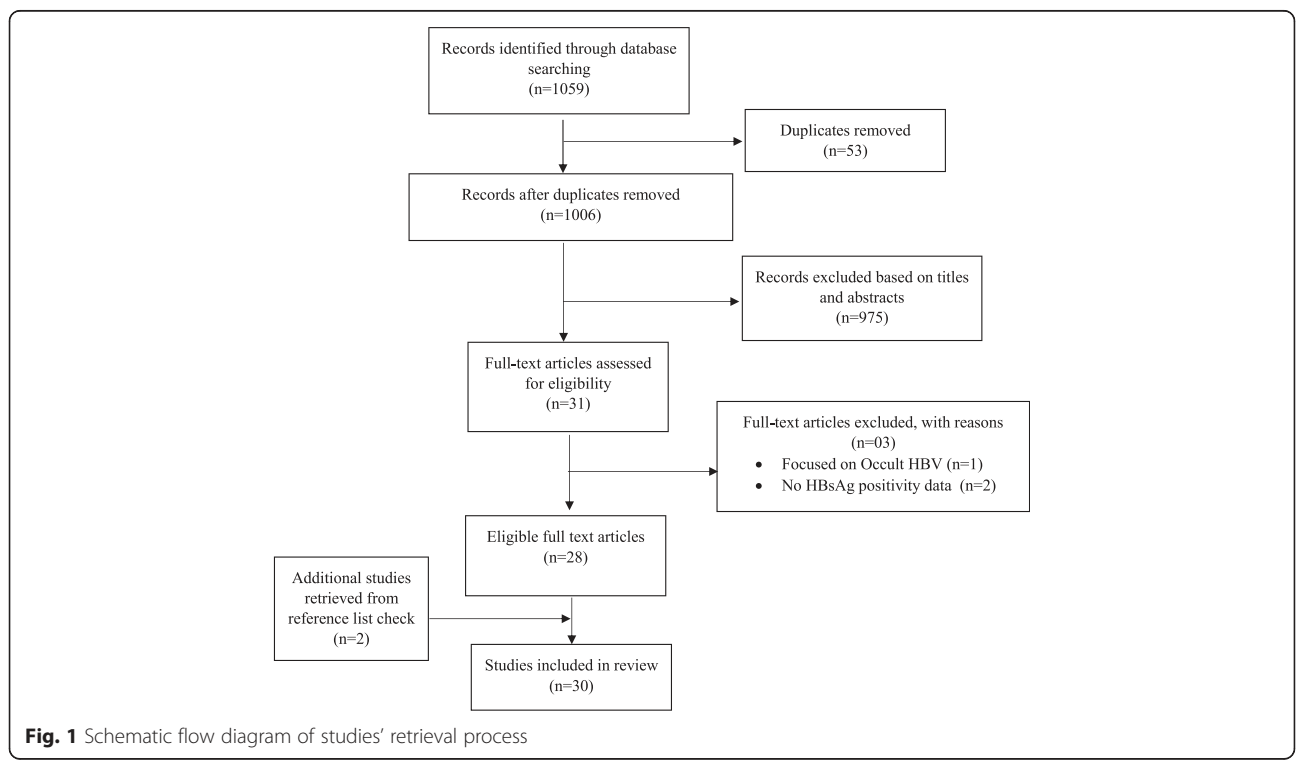 Records identified through database
searching
(n=1059)
Duplicates removed
(n=53)
Records after duplicates removed
(n=1006)
Records excluded based on titles
and abstracts
(n=975)
Full-text articles assessed
for eligibility
(n=31)
Full-text articles excluded, with reasons
(n=03)
• Focused on Occult HBV (n=1)
• No HBsAg positivity data (n=2)
Eligible full text articles
(n=28)
Additional studies
retrieved from
reference list check
(n=2)
Studies included in review
(n=30)
Fig. 1 Schematic flow diagram of studies’ retrieval process